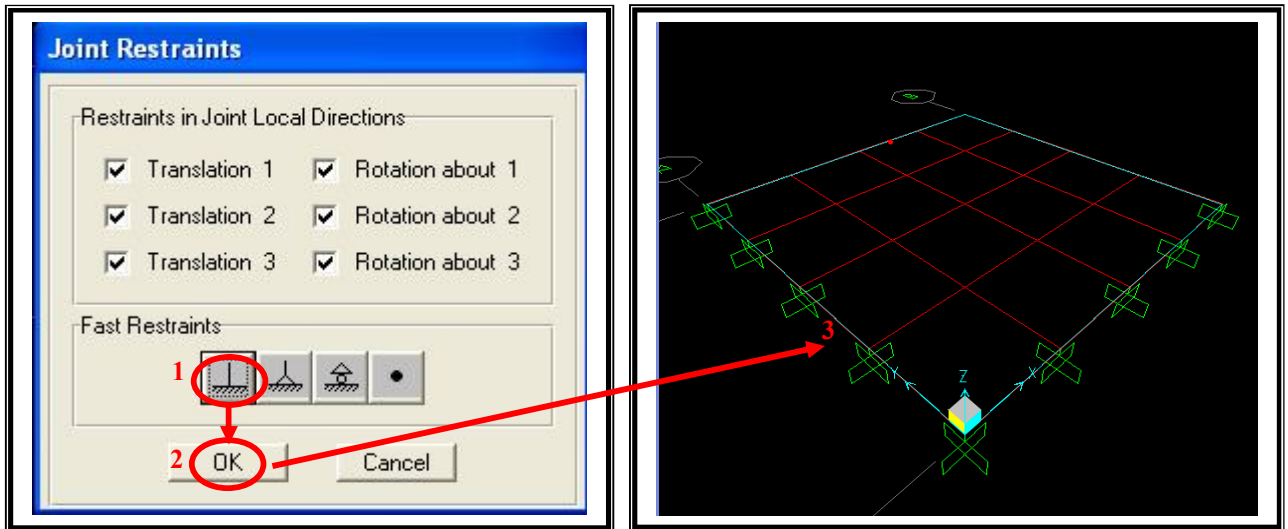 Joint Restraints
Restraints in Joint Local Directions
Translation 1
Rotation about 1
Translation 2
Rotation about 2
Translation 3
Rotation about 3
Fast Restraints
1
2
OK
Cancel
3
Z
Y
X